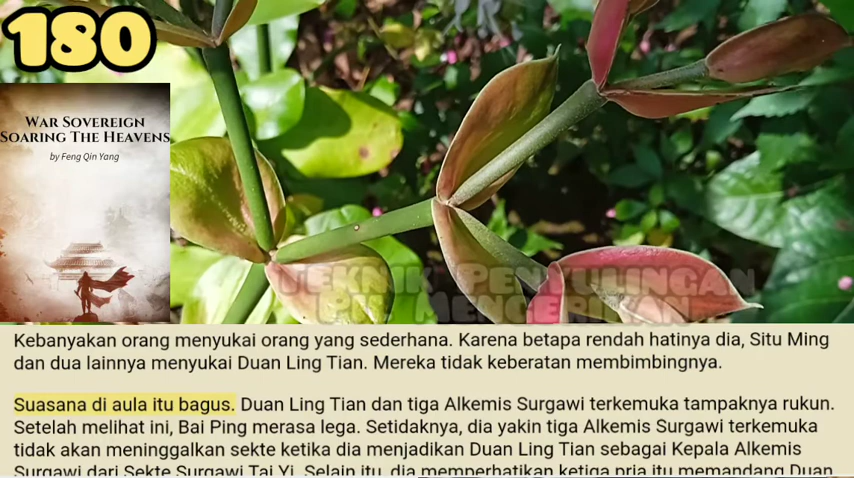 180
WAR SOVEREIGN
SOARING THE HEAVENS
by Feng Qin Yang
TEKNIK PENYULINGAN
PIL MENGERIKAN
Kebanyakan orang menyukai orang yang sederhana. Karena betapa rendah hatinya dia, Situ Ming
dan dua lainnya menyukai Duan Ling Tian. Mereka tidak keberatan membimbingnya.
Suasana di aula itu bagus. Duan Ling Tian dan tiga Alkemis Surgawi terkemuka tampaknya rukun.
Setelah melihat ini, Bai Ping merasa lega. Setidaknya, dia yakin tiga Alkemis Surgawi terkemuka
tidak akan meninggalkan sekte ketika dia menjadikan Duan Ling Tian sebagai Kepala Alkemis
Surgawi dari Sekte Surgawi Tai Yi. Selain itu, dia memperhatikan ketiga pria itu memandang Duan